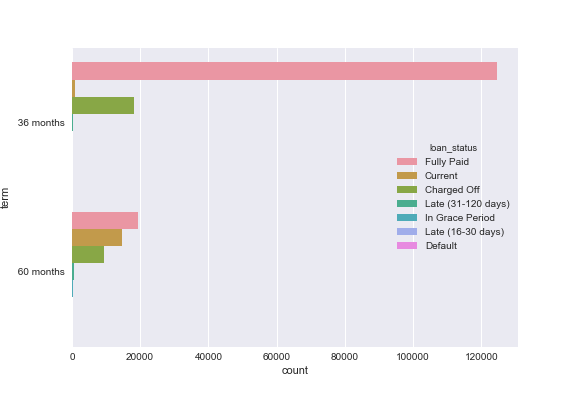 loan_status
Fully Paid
Current
Charged Off
Late (31-120 days)
In Grace Period
Late (16-30 days)
Default
term
36 months
60 months
0 20000 40000 60000 80000 100000 120000
count